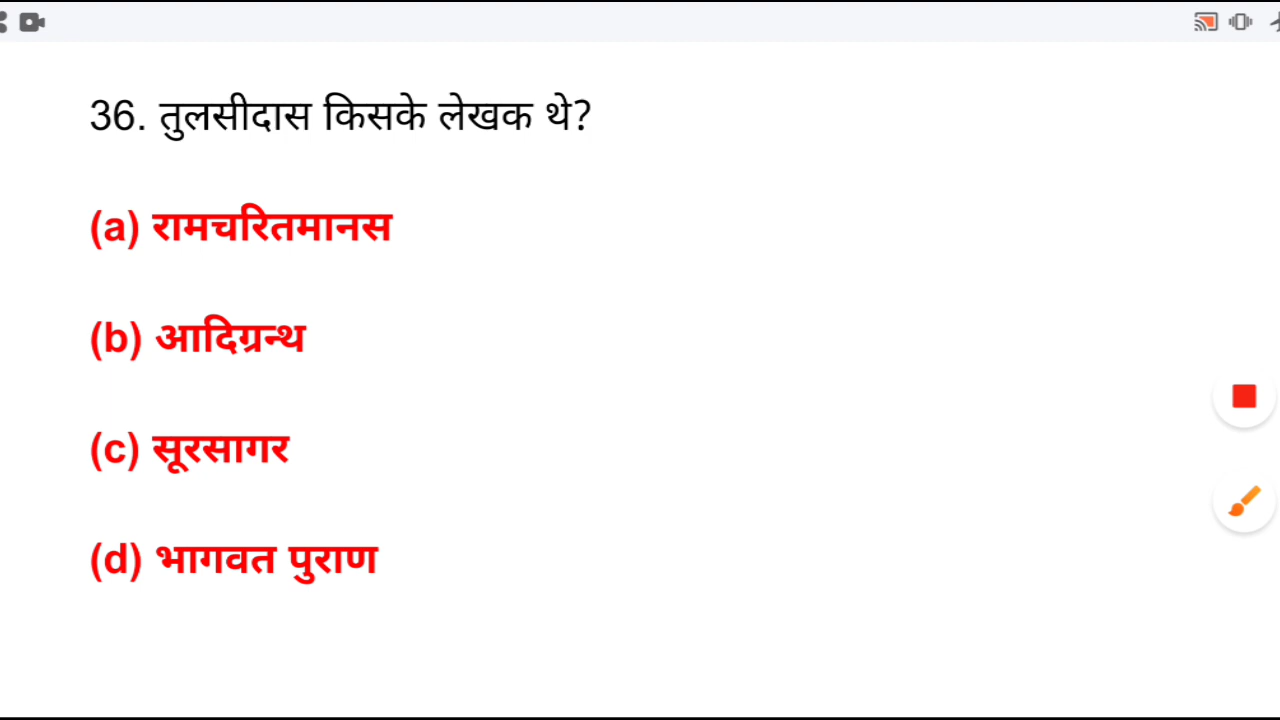 36. तुलसीदास किसके लेखक थे?
(a) रामचरितमानस
(b) आदिग्रन्थ
(c) सूरसागर
(d) भागवत पुराण